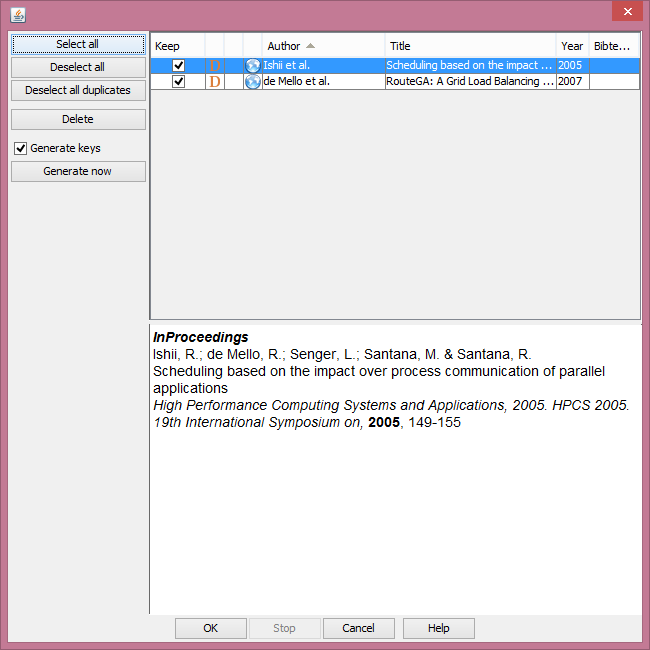 Select all
Deselect all
Deselect all duplicates
Delete
Generate keys
Generate now
Keep Author Title Year Bibte...
D Ishii et al. Scheduling based on the impact ... 2005
D de Mello et al. RouteGA: A Grid Load Balancing ... 2007
InProceedings
Ishii, R.; de Mello, R.; Senger, L.; Santana, M. & Santana, R.
Scheduling based on the impact over process communication of parallel
applications
High Performance Computing Systems and Applications, 2005. HPCS 2005.
19th International Symposium on, 2005, 149-155
OK Stop Cancel Help